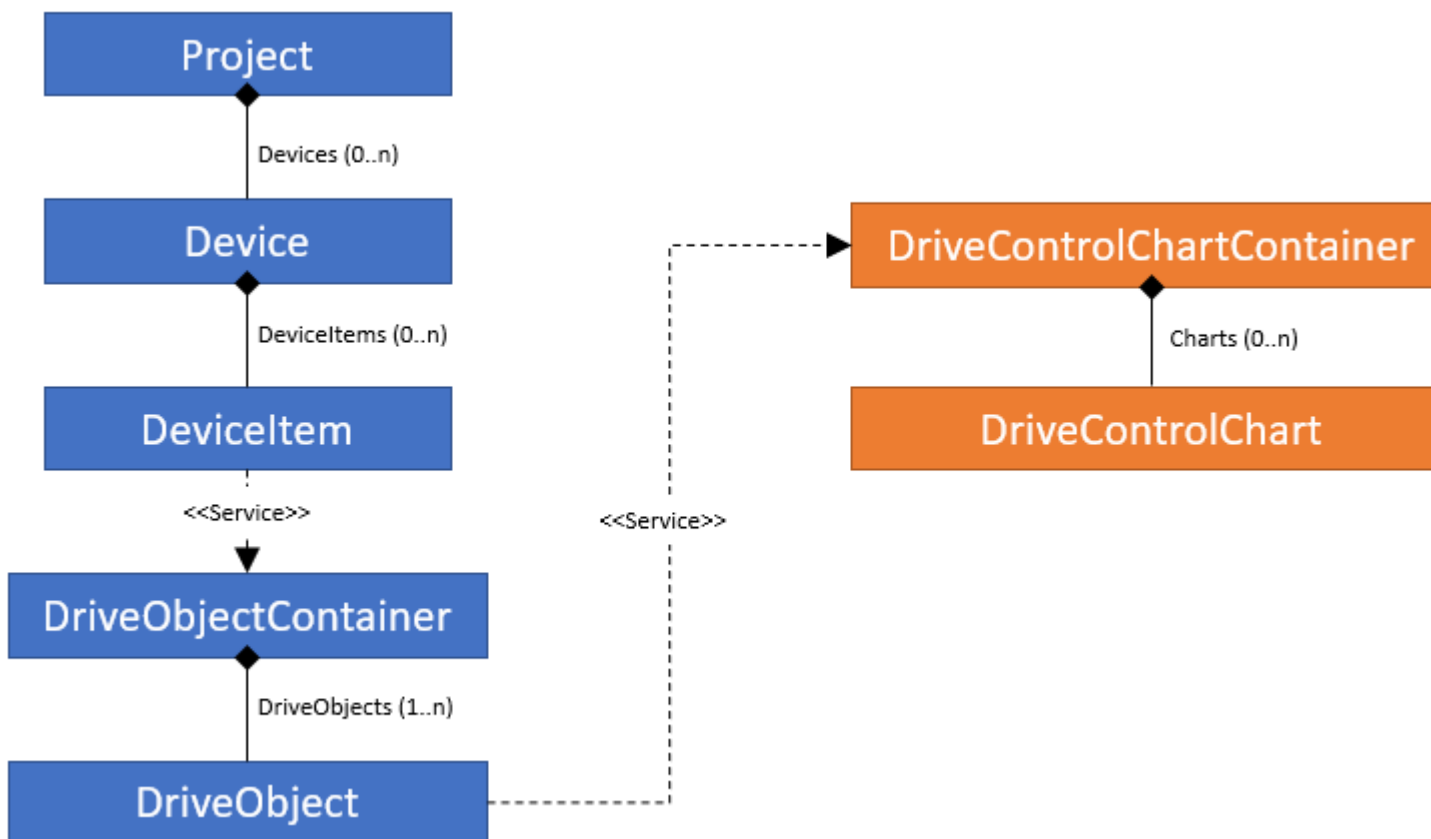 Project
Devices (0..n)
Device
DeviceItems (0..n)
DeviceItem
<<Service>>
DriveObjectContainer
DriveObjects (1..n)
DriveObject
<<Service>>
DriveControlChartContainer
Charts (0..n)
DriveControlChart